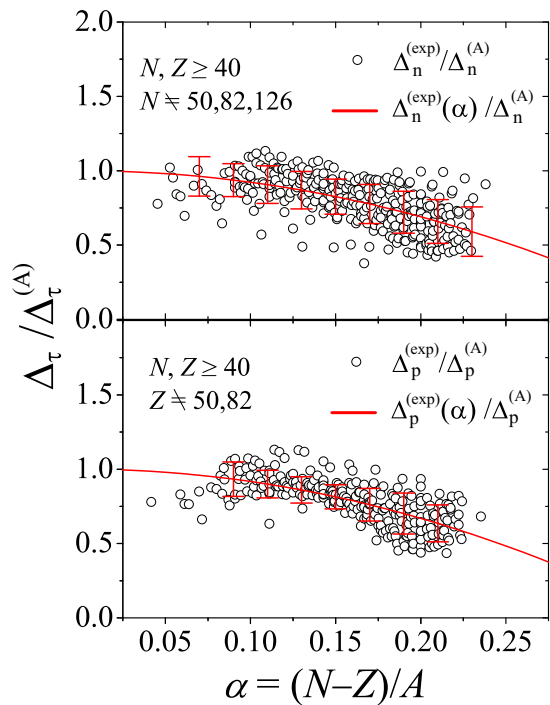 2.0
N, Z ≥ 40
N ≠ 50,82,126
Δₙ^(exp)/Δₙ^(A)
Δₙ^(exp)(α)/Δₙ^(A)
1.5
1.0
0.5
0.0
Δ_τ/Δ_τ^(A)
N, Z ≥ 40
Z ≠ 50,82
Δₚ^(exp)/Δₚ^(A)
Δₚ^(exp)(α)/Δₚ^(A)
1.5
1.0
0.5
0.0
0.05 0.10 0.15 0.20 0.25
α = (N–Z)/A